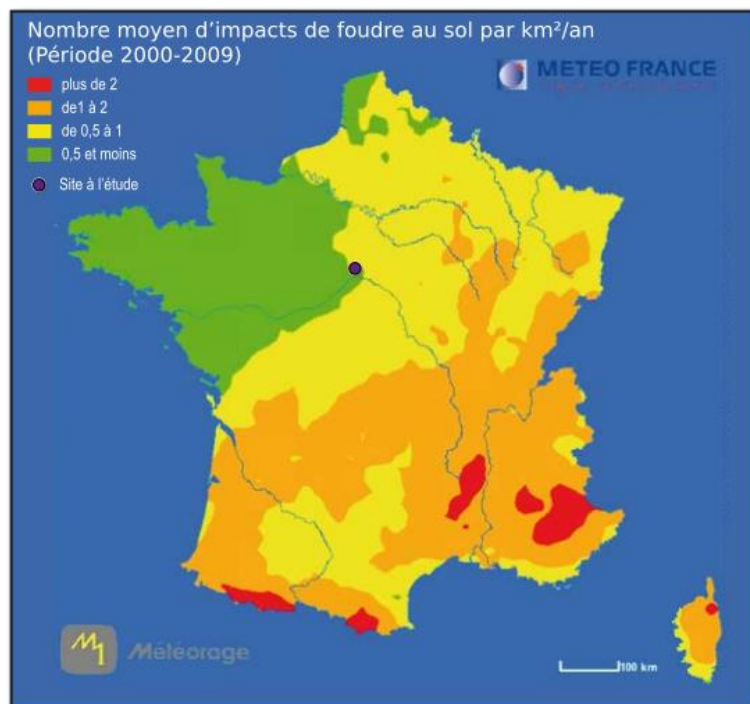 Nombre moyen d’impacts de foudre au sol par km²/an
(Période 2000-2009)
METEO FRANCE
plus de 2
de1 à 2
de 0,5 à 1
0,5 et moins
Site à l’étude
Météorage
100 km